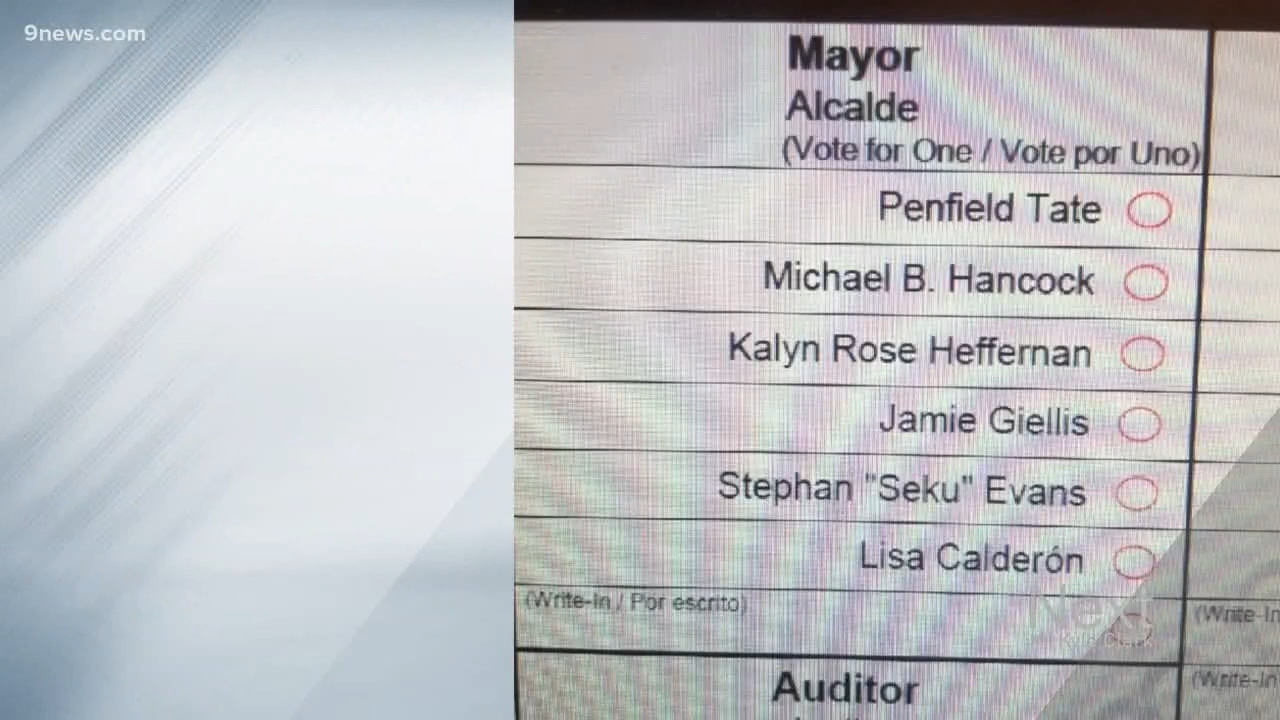 9news.com
Mayor
Alcalde
(Vote for One / Vote por Uno)
Penfield Tate
Michael B. Hancock
Kalyn Rose Heffernan
Jamie Giellis
Stephan "Seku" Evans
Lisa Calderón
(Write-In / Por escrito)
Next
(Write-In
Auditor
(Write-In